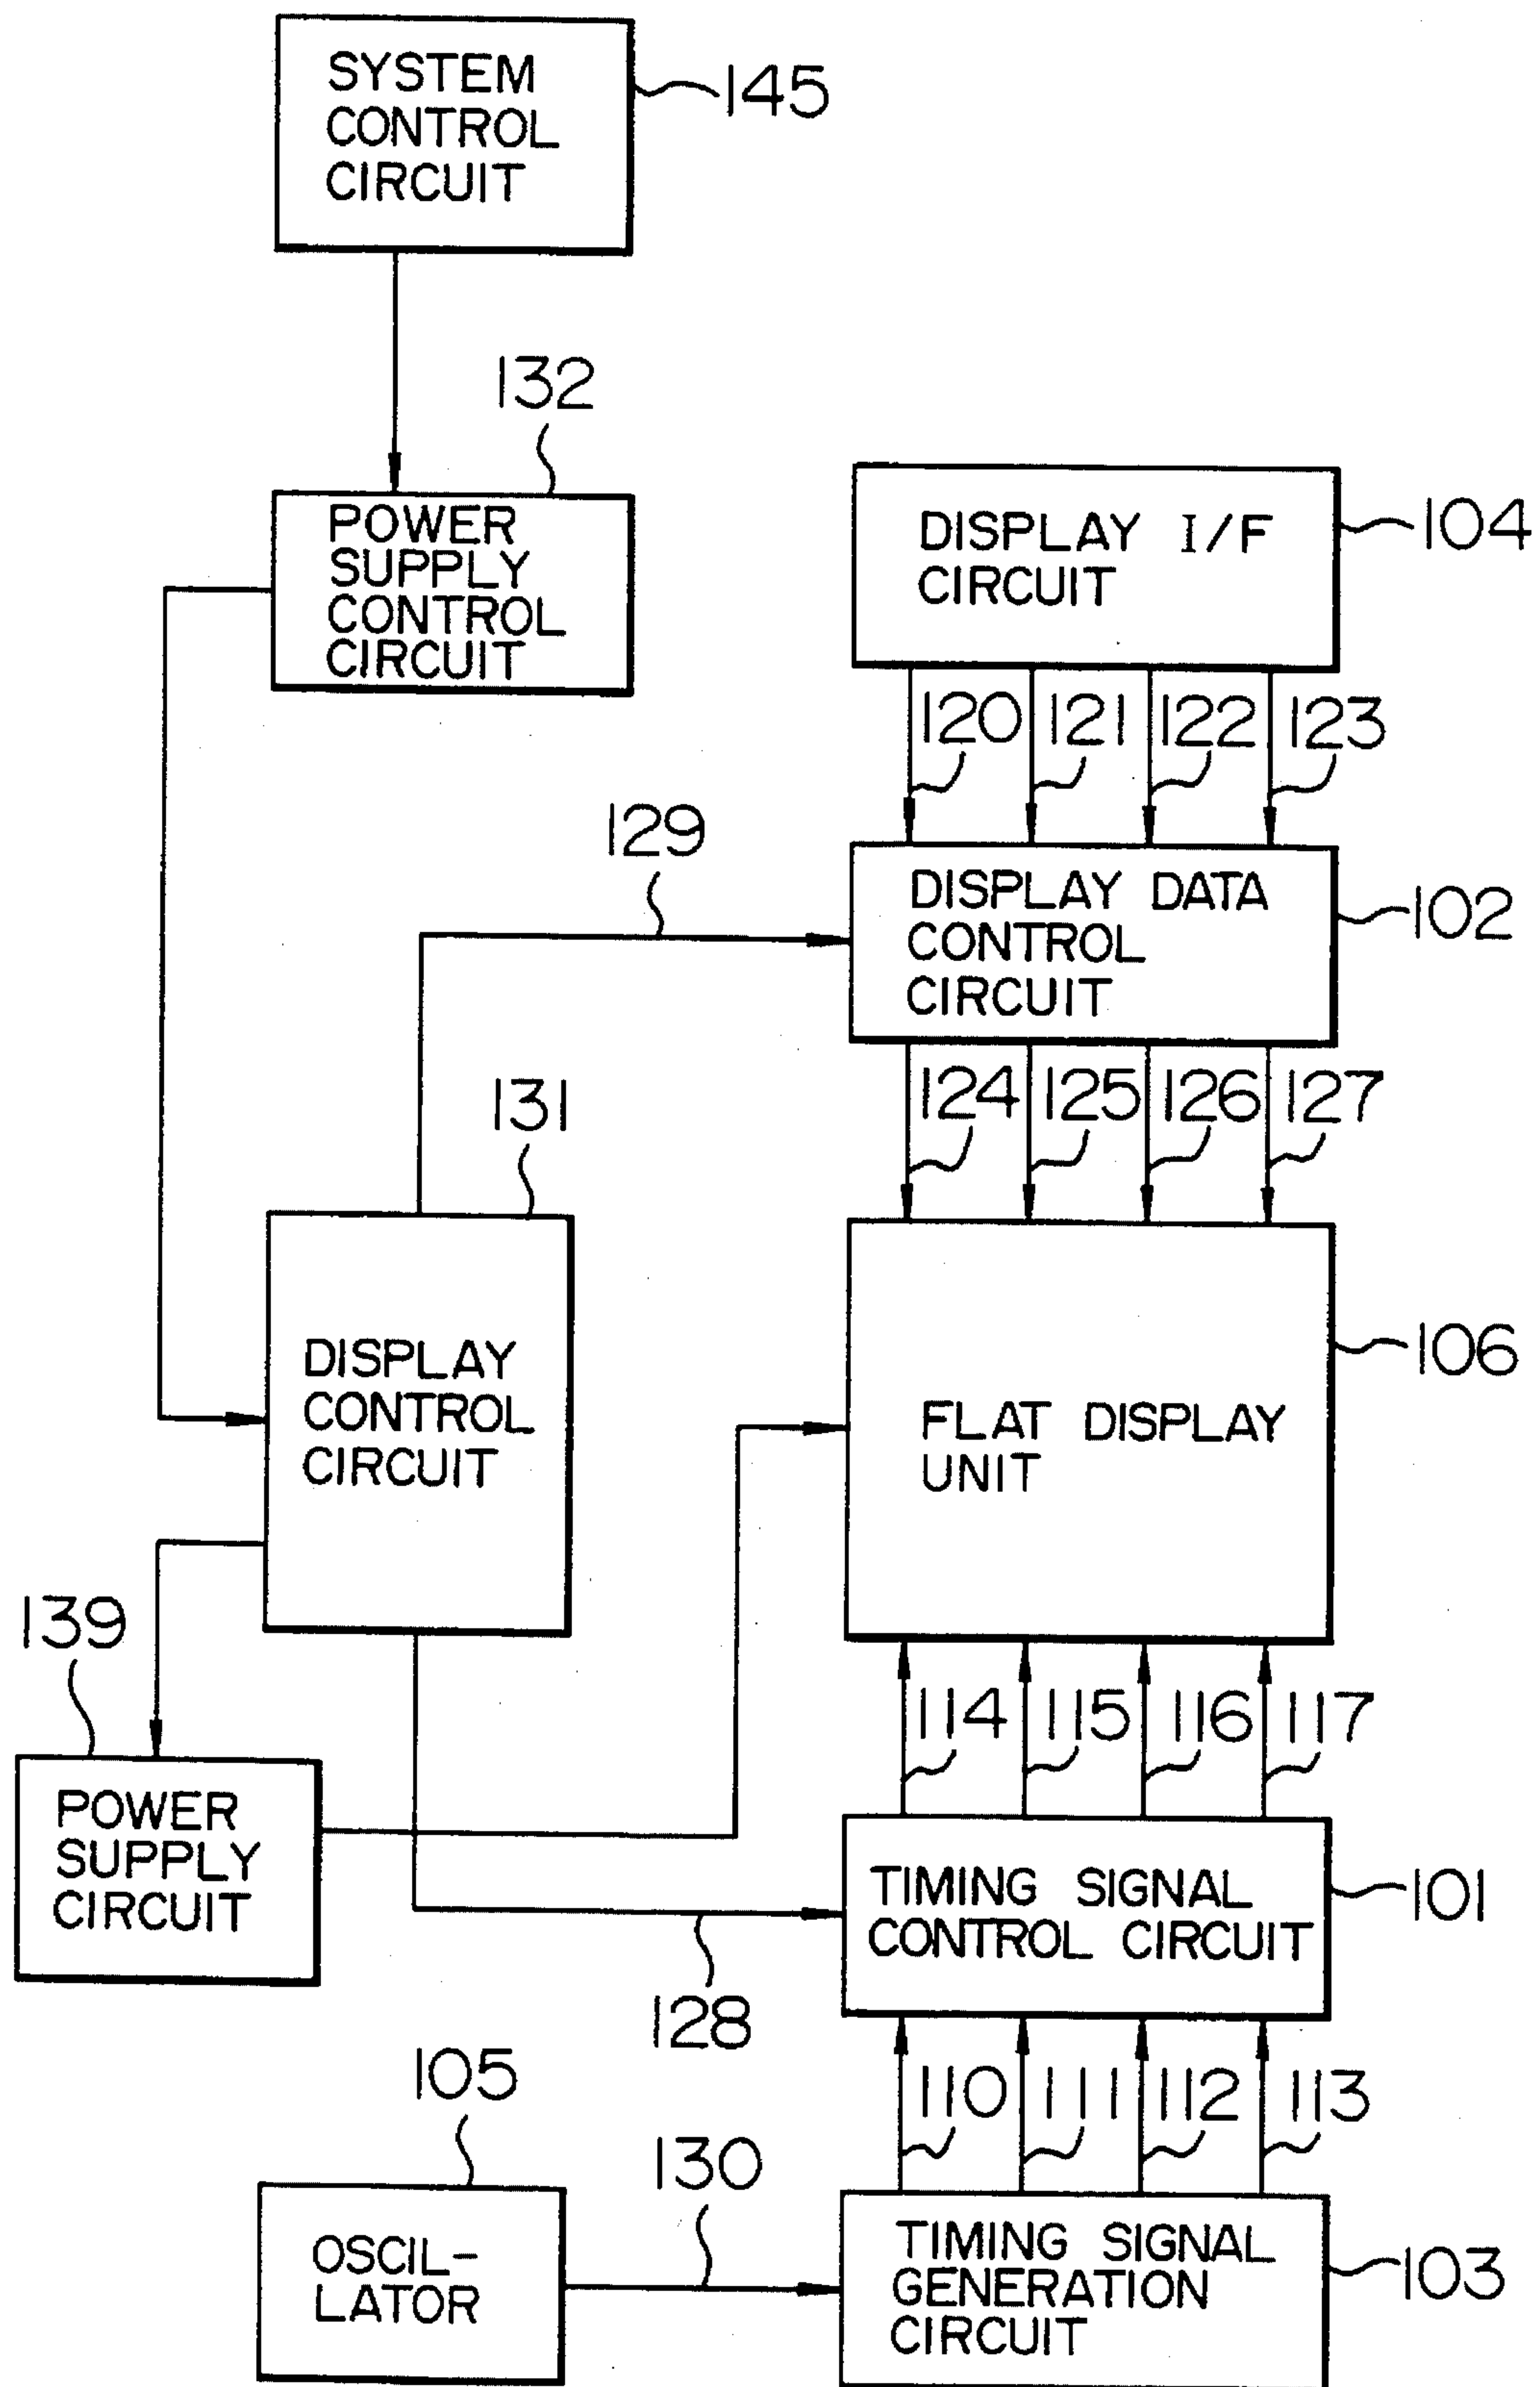 SYSTEM
CONTROL
CIRCUIT
145
132
POWER
SUPPLY
CONTROL
CIRCUIT
DISPLAY I/F
CIRCUIT
104
120
121
122
123
129
DISPLAY DATA
CONTROL
CIRCUIT
102
124
125
126
127
131
DISPLAY
CONTROL
CIRCUIT
FLAT DISPLAY
UNIT
106
139
POWER
SUPPLY
CIRCUIT
114
115
116
117
TIMING SIGNAL
CONTROL CIRCUIT
101
128
110
111
112
113
105
OSCIL-
LATOR
130
TIMING SIGNAL
GENERATION
CIRCUIT
103